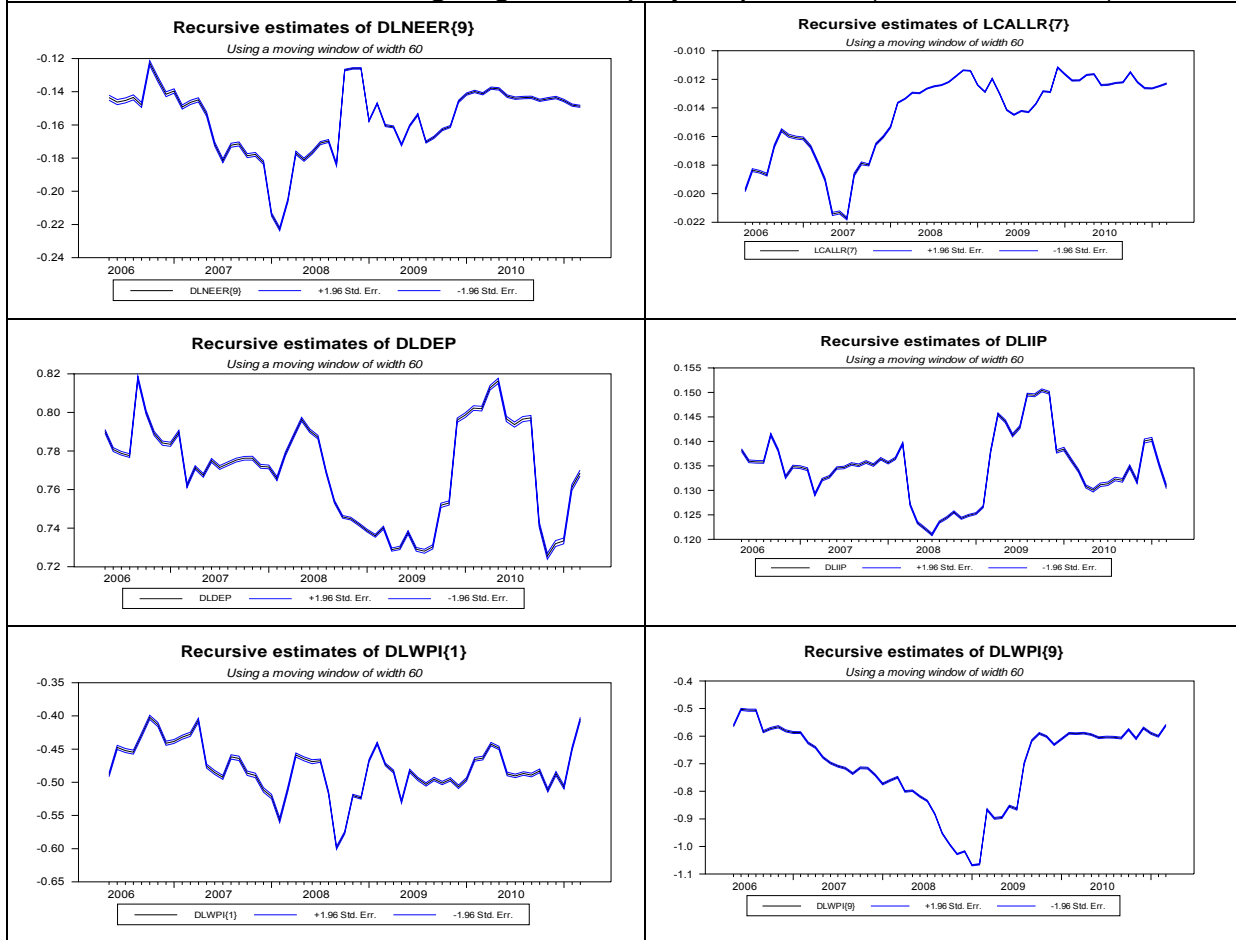 Recursive estimates of DLNEER{9}
Using a moving window of width 60
-0.12
-0.14
-0.16
-0.18
-0.20
-0.22
-0.24
2006 2007 2008 2009 2010
DLNEER{9} +1.96 Std. Err. -1.96 Std. Err.
Recursive estimates of LCALLR{7}
Using a moving window of width 60
-0.010
-0.012
-0.014
-0.016
-0.018
-0.020
-0.022
2006 2007 2008 2009 2010
LCALLR{7} +1.96 Std. Err. -1.96 Std. Err.
Recursive estimates of DLDEP
Using a moving window of width 60
0.82
0.80
0.78
0.76
0.74
0.72
2006 2007 2008 2009 2010
DLDEP +1.96 Std. Err. -1.96 Std. Err.
Recursive estimates of DLIIP
Using a moving window of width 60
0.155
0.150
0.145
0.140
0.135
0.130
0.125
0.120
2006 2007 2008 2009 2010
DLIIP +1.96 Std. Err. -1.96 Std. Err.
Recursive estimates of DLWPI{1}
Using a moving window of width 60
-0.35
-0.40
-0.45
-0.50
-0.55
-0.60
-0.65
2006 2007 2008 2009 2010
DLWPI{1} +1.96 Std. Err. -1.96 Std. Err.
Recursive estimates of DLWPI{9}
Using a moving window of width 60
-0.4
-0.5
-0.6
-0.7
-0.8
-0.9
-1.0
-1.1
2006 2007 2008 2009 2010
DLWPI{9} +1.96 Std. Err. -1.96 Std. Err.